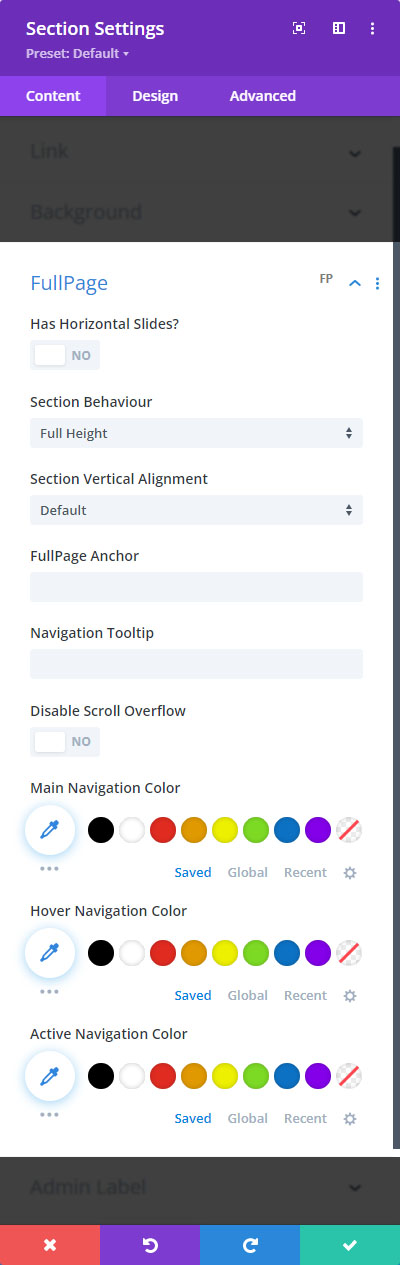 Section Settings
Preset: Default
Content Design Advanced
Link
Background
FullPage FP
Has Horizontal Slides?
NO
Section Behaviour
Full Height
Section Vertical Alignment
Default
FullPage Anchor
Navigation Tooltip
Disable Scroll Overflow
NO
Main Navigation Color
Saved Global Recent
Hover Navigation Color
Saved Global Recent
Active Navigation Color
Saved Global Recent
Admin Label